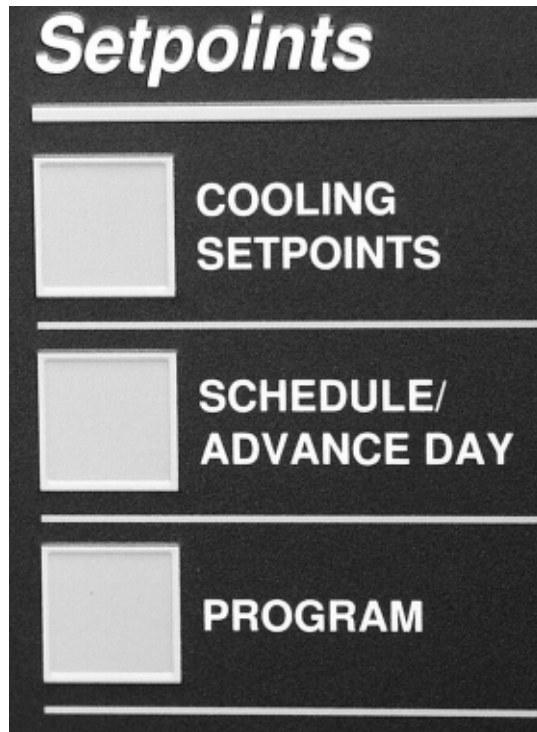 Setpoints
COOLING
SETPOINTS
SCHEDULE/
ADVANCE DAY
PROGRAM